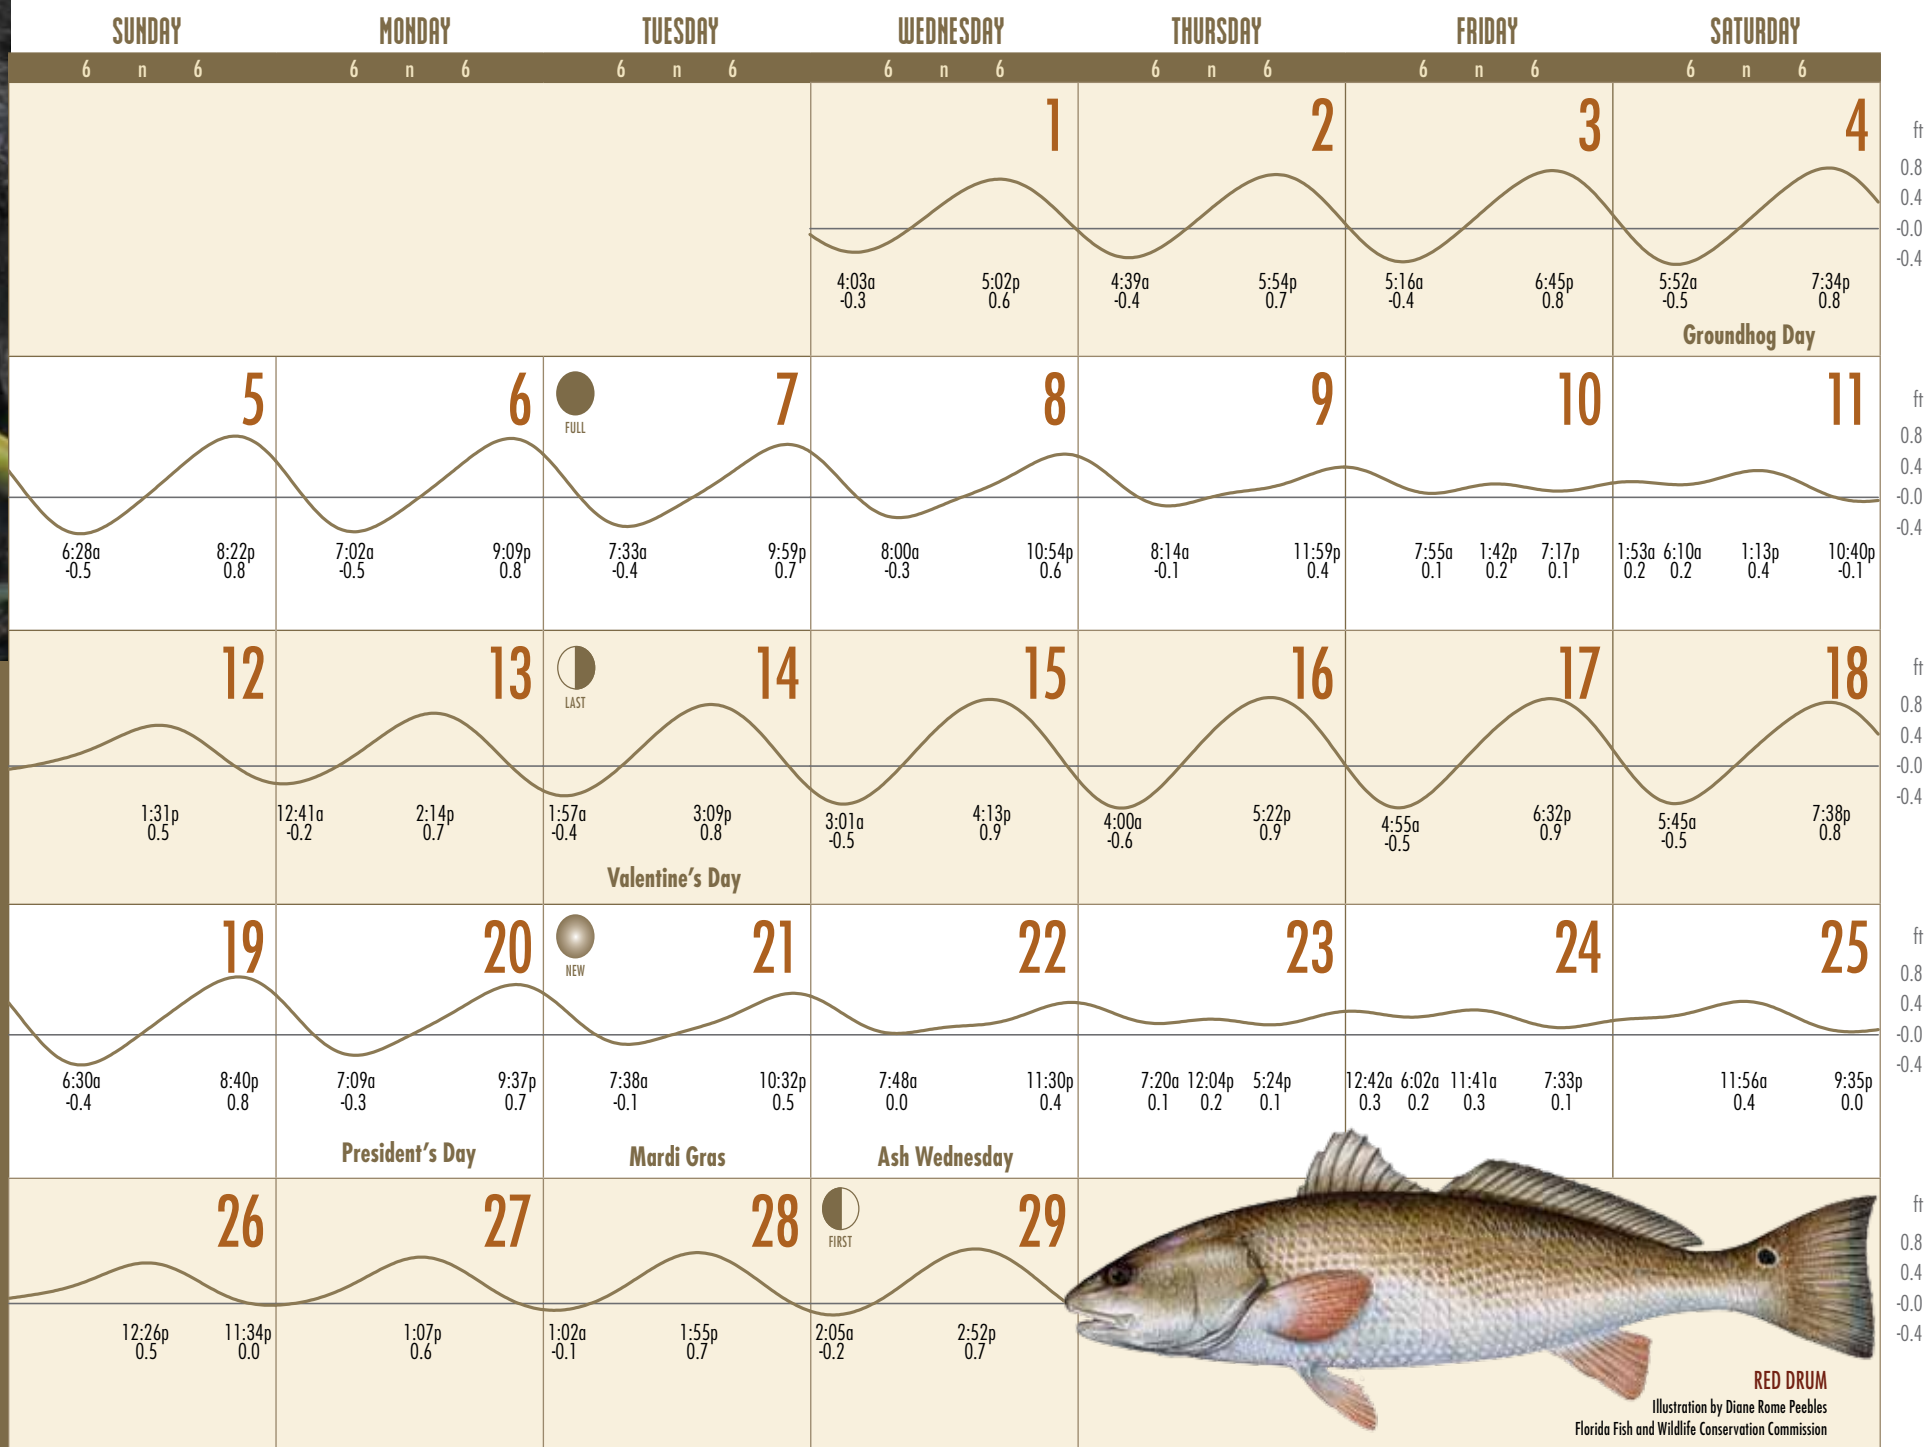 SUNDAY MONDAY TUESDAY WEDNESDAY THURSDAY FRIDAY SATURDAY
6 n 6 6 n 6 6 n 6 6 n 6 6 n 6 6 n 6 6 n 6
1 2 3 4
ft
0.8
0.4
-0.0
-0.4
4:03a 5:02p 4:39a 5:54p 5:16a 6:45p 5:52a 7:34p
-0.3 0.6 -0.4 0.7 -0.4 0.8 -0.5 0.8
Groundhog Day
5 6 7 8 9 10 11
FULL
ft
0.8
0.4
-0.0
-0.4
6:28a 8:22p 7:02a 9:09p 7:33a 9:59p 8:00a 10:54p 8:14a 11:59p 7:55a 1:42p 7:17p 1:53a 6:10a 1:13p 10:40p
-0.5 0.8 -0.5 0.8 -0.4 0.7 -0.3 0.6 -0.1 0.4 0.1 0.2 0.1 0.2 0.2 0.4 -0.1
12 13 14 15 16 17 18
LAST
ft
0.8
0.4
-0.0
-0.4
1:31p 12:41a 2:14p 1:57a 3:09p 3:01a 4:13p 4:00a 5:22p 4:55a 6:32p 5:45a 7:38p
0.5 -0.2 0.7 -0.4 0.8 -0.5 0.9 -0.6 0.9 -0.5 0.9 -0.5 0.8
Valentine's Day
19 20 21 22 23 24 25
NEW
ft
0.8
0.4
-0.0
-0.4
6:30a 8:40p 7:09a 9:37p 7:38a 10:32p 7:48a 11:30p 7:20a 12:04p 5:24p 12:42a 6:02a 11:41a 7:33p 11:56a 9:35p
-0.4 0.8 -0.3 0.7 -0.1 0.5 0.0 0.4 0.1 0.2 0.1 0.3 0.2 0.3 0.1 0.4 0.0
President's Day Mardi Gras Ash Wednesday
26 27 28 29
FIRST
ft
0.8
0.4
-0.0
-0.4
12:26p 11:34p 1:07p 1:02a 1:55p 2:05a 2:52p
0.5 0.0 0.6 -0.1 0.7 -0.2 0.7
RED DRUM
Illustration by Diane Rome Peebles
Florida Fish and Wildlife Conservation Commission